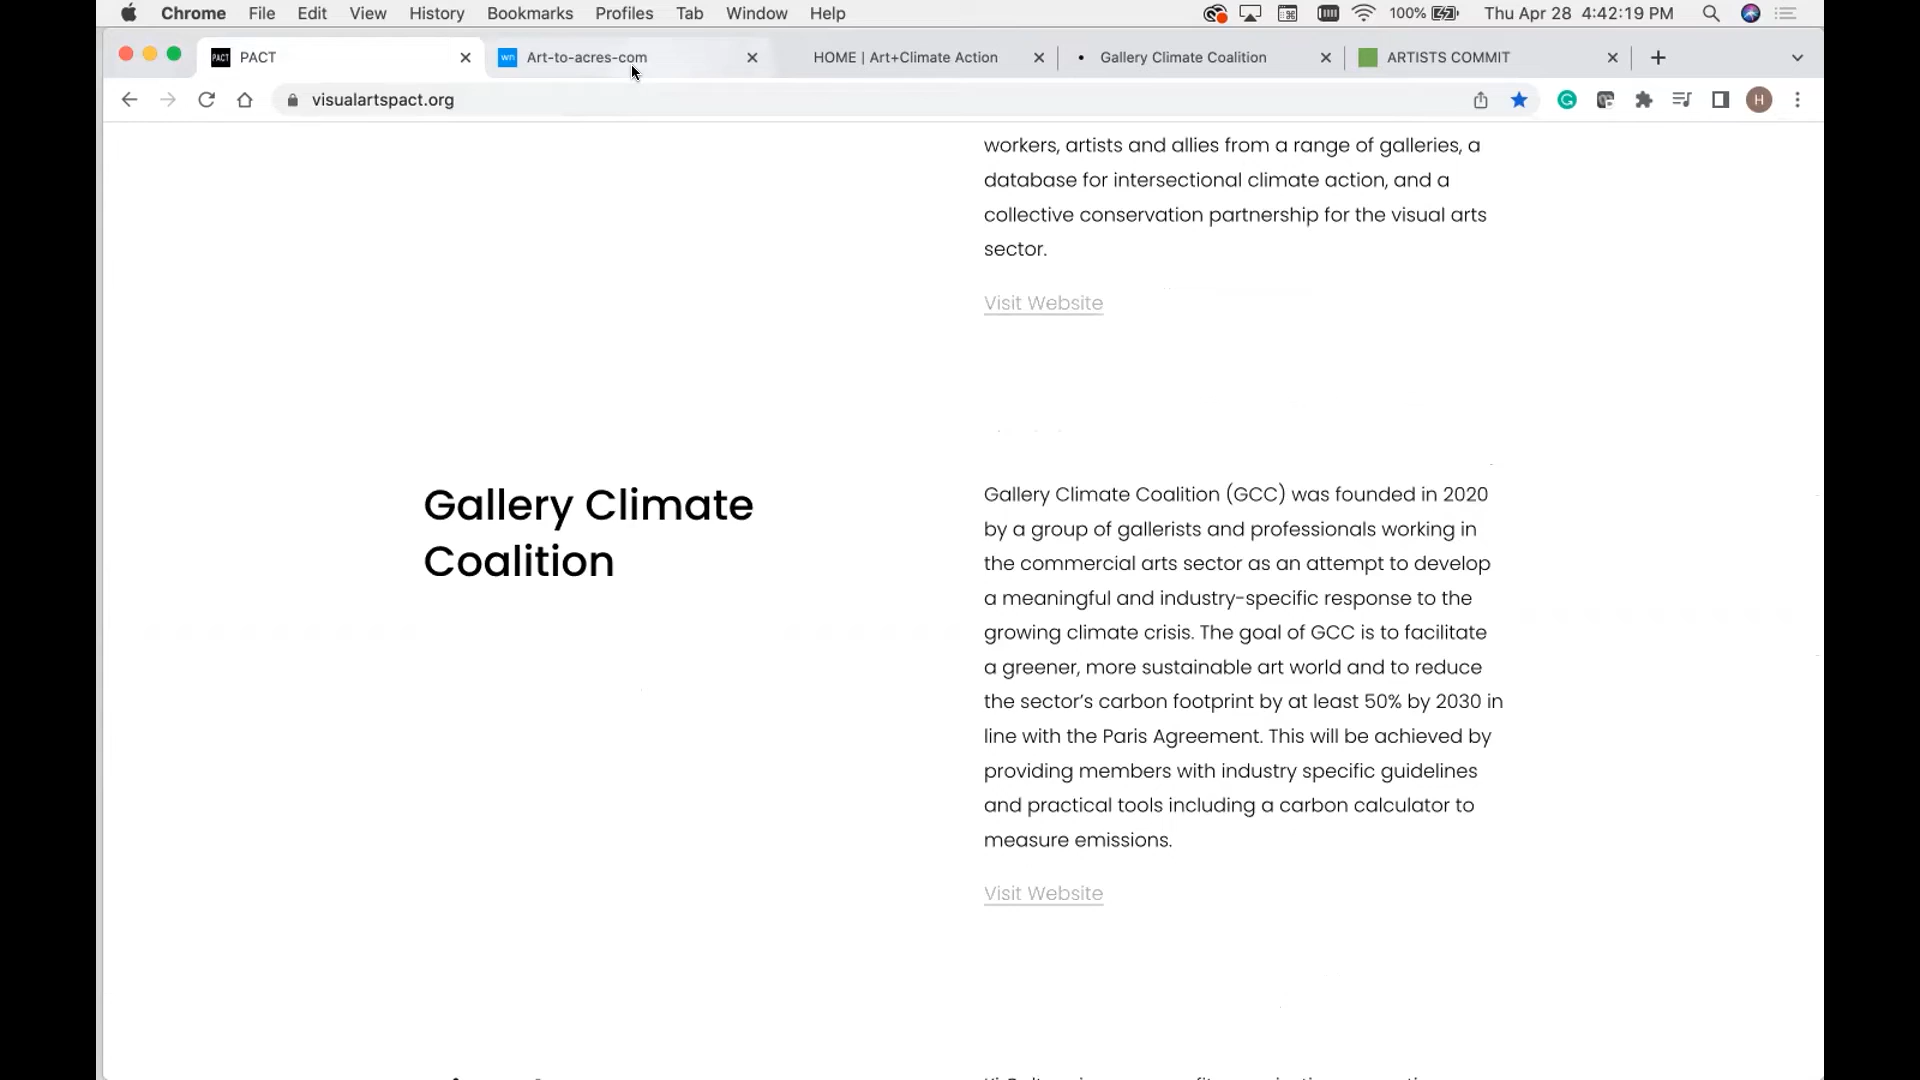 Chrome File Edit View History Bookmarks Profiles Tab Window Help 100% Thu Apr 28 4:42:19 PM
PACT PACT wn Art-to-acres-com HOME | Art+Climate Action • Gallery Climate Coalition ARTISTS COMMIT
visualartspact.org H
workers, artists and allies from a range of galleries, a
database for intersectional climate action, and a
collective conservation partnership for the visual arts
sector.
Visit Website
Gallery Climate
Coalition
Gallery Climate Coalition (GCC) was founded in 2020
by a group of gallerists and professionals working in
the commercial arts sector as an attempt to develop
a meaningful and industry-specific response to the
growing climate crisis. The goal of GCC is to facilitate
a greener, more sustainable art world and to reduce
the sector’s carbon footprint by at least 50% by 2030 in
line with the Paris Agreement. This will be achieved by
providing members with industry specific guidelines
and practical tools including a carbon calculator to
measure emissions.
Visit Website